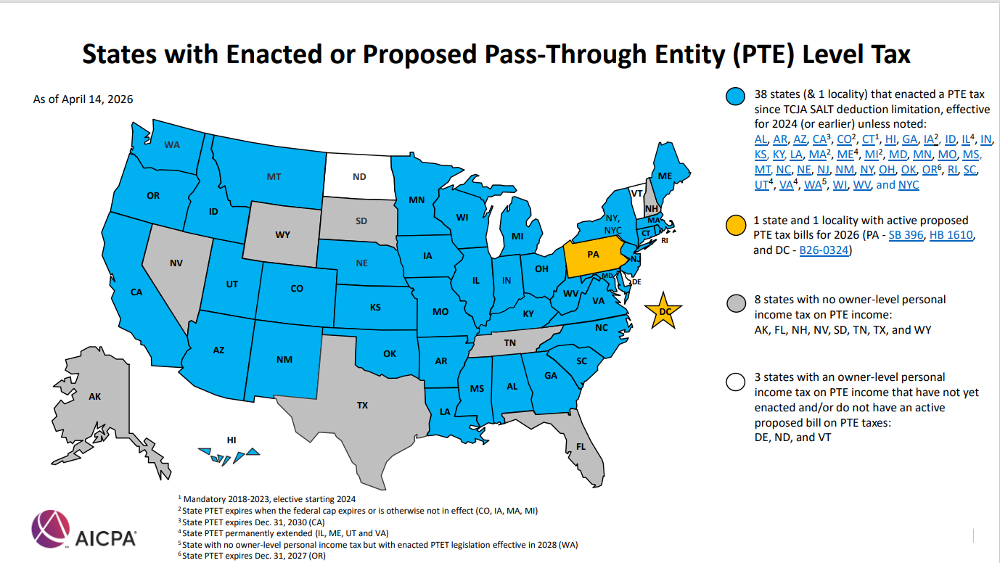 States with Enacted or Proposed Pass-Through Entity (PTE) Level Tax
As of April 14, 2026
38 states (& 1 locality) that enacted a PTE tax
since TCJA SALT deduction limitation, effective
for 2024 (or earlier) unless noted:
AL, AR, AZ, CA³, CO², CT¹, HI, GA, IA², ID, IL⁴, IN,
KS, KY, LA, MA², ME⁴, MI², MD, MN, MO, MS,
MT, NC, NE, NJ, NM, NY, OH, OK, OR⁶, RI, SC,
UT⁴, VA⁴, WA⁵, WI, WV, and NYC
1 state and 1 locality with active proposed
PTE tax bills for 2026 (PA - SB 396, HB 1610,
and DC - B26-0324)
8 states with no owner-level personal
income tax on PTE income:
AK, FL, NH, NV, SD, TN, TX, and WY
3 states with an owner-level personal
income tax on PTE income that have not yet
enacted and/or do not have an active
proposed bill on PTE taxes:
DE, ND, and VT
WA
MT
ND
MN
ME
VT
NH
OR
ID
SD
WI
MI
NY,
NYC
MA
CT
RI
WY
NV
NE
IA
PA
NJ
UT
CO
IL
IN
OH
MD
DE
CA
KS
MO
WV
VA
KY
DC
AZ
NM
OK
AR
TN
NC
SC
MS
AL
GA
AK
TX
LA
FL
HI
¹ Mandatory 2018-2023, elective starting 2024
² State PTET expires when the federal cap expires or is otherwise not in effect (CO, IA, MA, MI)
³ State PTET expires Dec. 31, 2030 (CA)
⁴ State PTET permanently extended (IL, ME, UT and VA)
⁵ State with no owner-level personal income tax but with enacted PTET legislation effective in 2028 (WA)
⁶ State PTET expires Dec. 31, 2027 (OR)
AICPA®